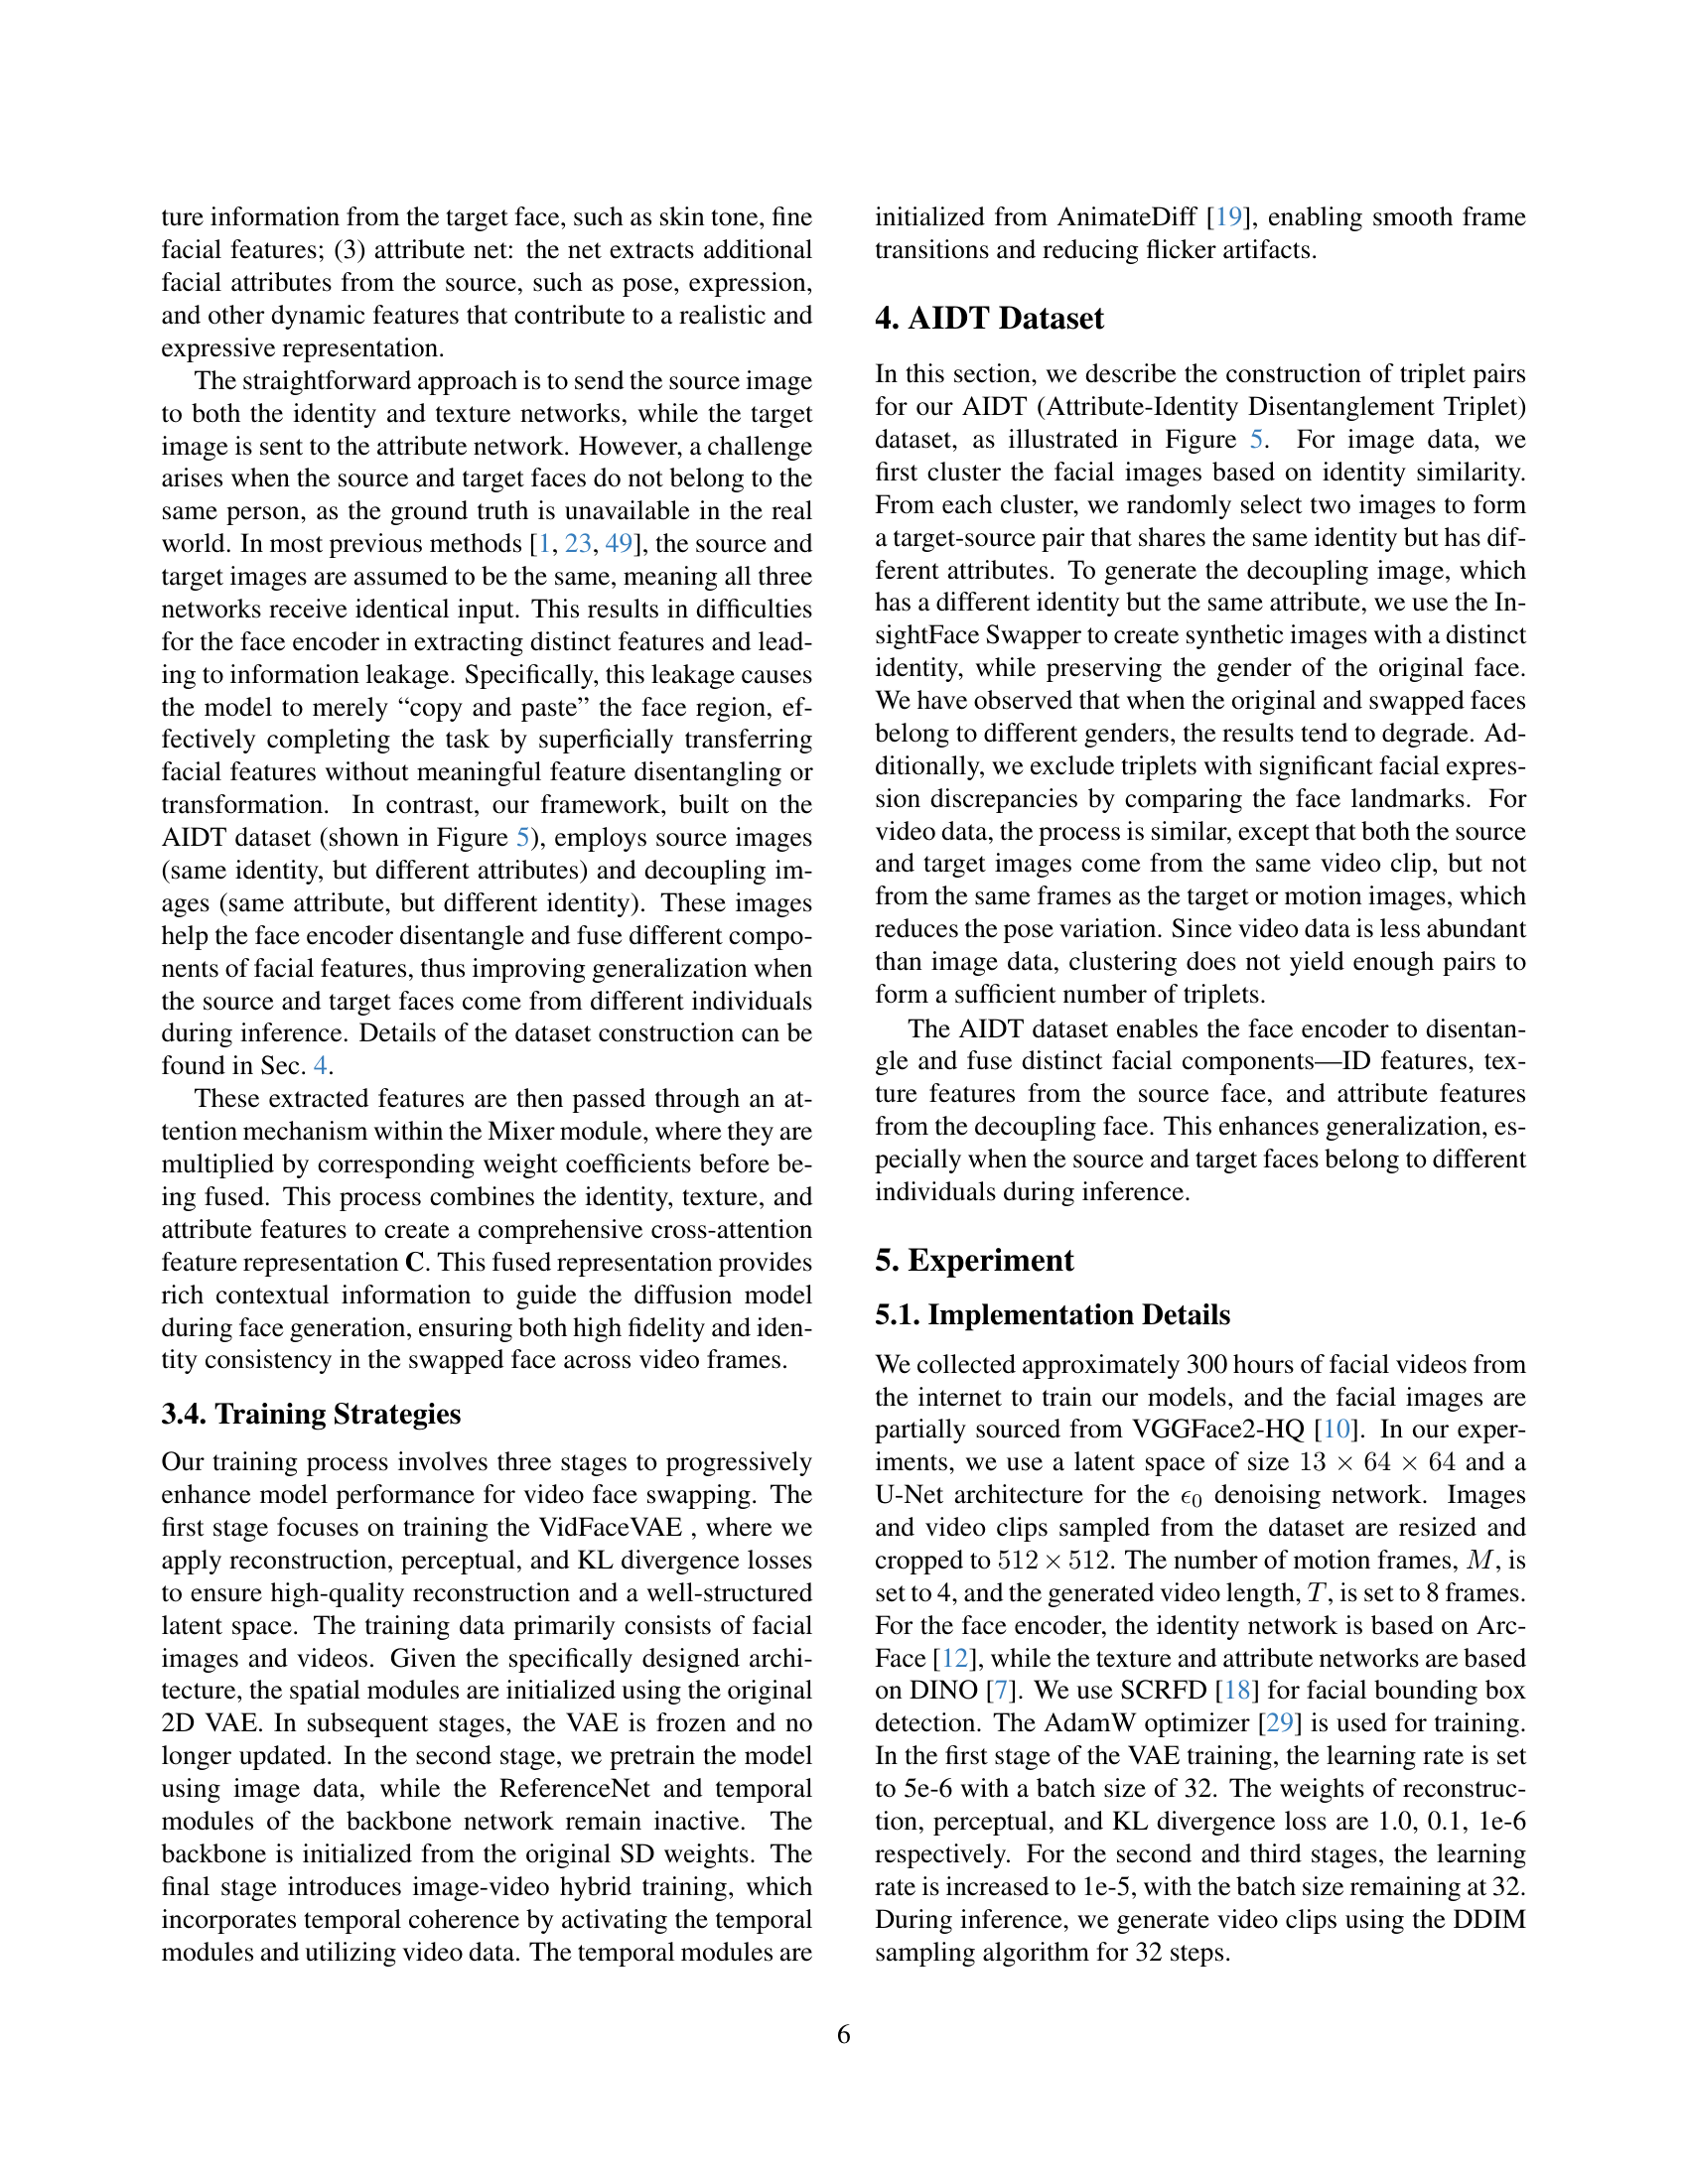 ture information from the target face, such as skin tone, fine
facial features; (3) attribute net: the net extracts additional
facial attributes from the source, such as pose, expression,
and other dynamic features that contribute to a realistic and
expressive representation.
The straightforward approach is to send the source image
to both the identity and texture networks, while the target
image is sent to the attribute network. However, a challenge
arises when the source and target faces do not belong to the
same person, as the ground truth is unavailable in the real
world. In most previous methods [1, 23, 49], the source and
target images are assumed to be the same, meaning all three
networks receive identical input. This results in difficulties
for the face encoder in extracting distinct features and lead-
ing to information leakage. Specifically, this leakage causes
the model to merely “copy and paste” the face region, ef-
fectively completing the task by superficially transferring
facial features without meaningful feature disentangling or
transformation. In contrast, our framework, built on the
AIDT dataset (shown in Figure 5), employs source images
(same identity, but different attributes) and decoupling im-
ages (same attribute, but different identity). These images
help the face encoder disentangle and fuse different compo-
nents of facial features, thus improving generalization when
the source and target faces come from different individuals
during inference. Details of the dataset construction can be
found in Sec. 4.
These extracted features are then passed through an at-
tention mechanism within the Mixer module, where they are
multiplied by corresponding weight coefficients before be-
ing fused. This process combines the identity, texture, and
attribute features to create a comprehensive cross-attention
feature representation C. This fused representation provides
rich contextual information to guide the diffusion model
during face generation, ensuring both high fidelity and iden-
tity consistency in the swapped face across video frames.
3.4. Training Strategies
Our training process involves three stages to progressively
enhance model performance for video face swapping. The
first stage focuses on training the VidFaceVAE , where we
apply reconstruction, perceptual, and KL divergence losses
to ensure high-quality reconstruction and a well-structured
latent space. The training data primarily consists of facial
images and videos. Given the specifically designed archi-
tecture, the spatial modules are initialized using the original
2D VAE. In subsequent stages, the VAE is frozen and no
longer updated. In the second stage, we pretrain the model
using image data, while the ReferenceNet and temporal
modules of the backbone network remain inactive. The
backbone is initialized from the original SD weights. The
final stage introduces image-video hybrid training, which
incorporates temporal coherence by activating the temporal
modules and utilizing video data. The temporal modules are
initialized from AnimateDiff [19], enabling smooth frame
transitions and reducing flicker artifacts.
4. AIDT Dataset
In this section, we describe the construction of triplet pairs
for our AIDT (Attribute-Identity Disentanglement Triplet)
dataset, as illustrated in Figure 5. For image data, we
first cluster the facial images based on identity similarity.
From each cluster, we randomly select two images to form
a target-source pair that shares the same identity but has dif-
ferent attributes. To generate the decoupling image, which
has a different identity but the same attribute, we use the In-
sightFace Swapper to create synthetic images with a distinct
identity, while preserving the gender of the original face.
We have observed that when the original and swapped faces
belong to different genders, the results tend to degrade. Ad-
ditionally, we exclude triplets with significant facial expres-
sion discrepancies by comparing the face landmarks. For
video data, the process is similar, except that both the source
and target images come from the same video clip, but not
from the same frames as the target or motion images, which
reduces the pose variation. Since video data is less abundant
than image data, clustering does not yield enough pairs to
form a sufficient number of triplets.
The AIDT dataset enables the face encoder to disentan-
gle and fuse distinct facial components—ID features, tex-
ture features from the source face, and attribute features
from the decoupling face. This enhances generalization, es-
pecially when the source and target faces belong to different
individuals during inference.
5. Experiment
5.1. Implementation Details
We collected approximately 300 hours of facial videos from
the internet to train our models, and the facial images are
partially sourced from VGGFace2-HQ [10]. In our exper-
iments, we use a latent space of size 13 × 64 × 64 and a
U-Net architecture for the ϵ₀ denoising network. Images
and video clips sampled from the dataset are resized and
cropped to 512 × 512. The number of motion frames, M, is
set to 4, and the generated video length, T, is set to 8 frames.
For the face encoder, the identity network is based on Arc-
Face [12], while the texture and attribute networks are based
on DINO [7]. We use SCRFD [18] for facial bounding box
detection. The AdamW optimizer [29] is used for training.
In the first stage of the VAE training, the learning rate is set
to 5e-6 with a batch size of 32. The weights of reconstruc-
tion, perceptual, and KL divergence loss are 1.0, 0.1, 1e-6
respectively. For the second and third stages, the learning
rate is increased to 1e-5, with the batch size remaining at 32.
During inference, we generate video clips using the DDIM
sampling algorithm for 32 steps.
6